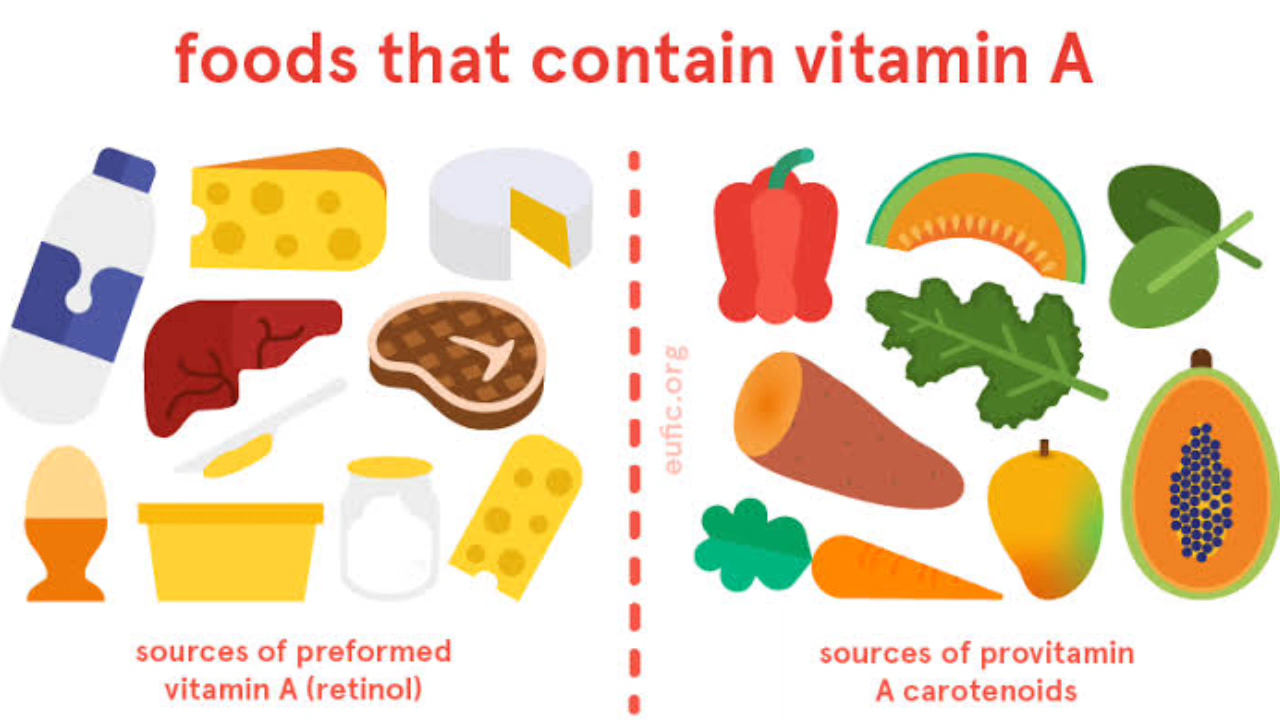 foods that contain vitamin A
eufic.org
sources of preformed
vitamin A (retinol)
sources of provitamin
A carotenoids